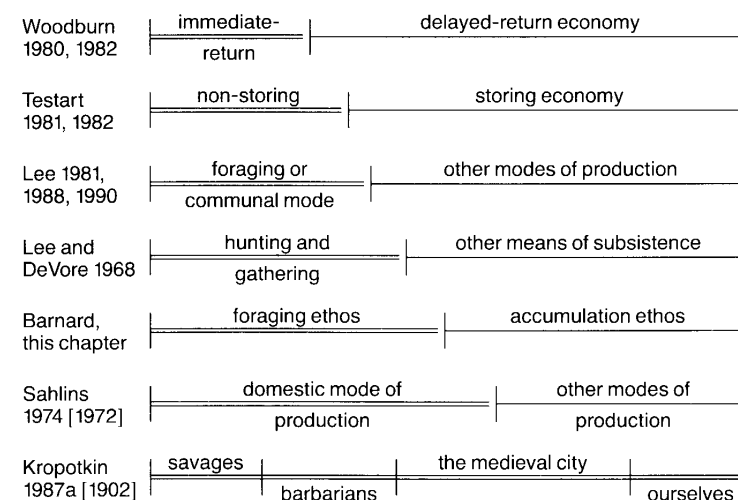 Woodburn
1980, 1982
immediate-
return
delayed-return economy
Testart
1981, 1982
non-storing
storing economy
Lee 1981,
1988, 1990
foraging or
communal mode
other modes of production
Lee and
DeVore 1968
hunting and
gathering
other means of subsistence
Barnard,
this chapter
foraging ethos
accumulation ethos
Sahlins
1974 [1972]
domestic mode of
production
other modes of
production
Kropotkin
1987a [1902]
savages
barbarians
the medieval city
ourselves